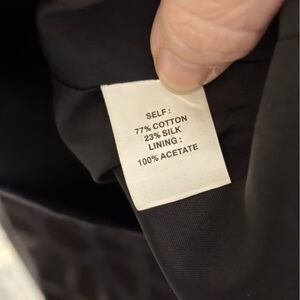 SELF:
77% COTTON
23% SILK
LINING:
100% ACETATE